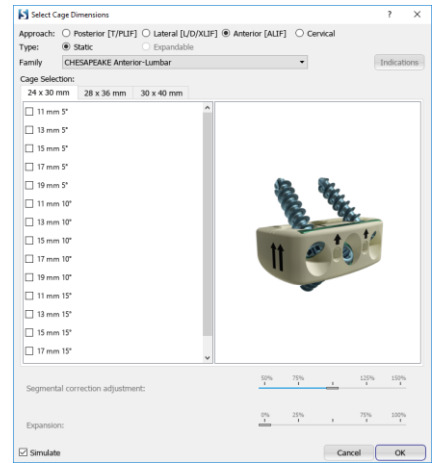 Select Cage Dimensions ? ×
Approach: Posterior [T/PLIF] Lateral [L/D/XLIF] Anterior [ALIF] Cervical
Type: Static Expandable
Family CHESAPEAKE Anterior-Lumbar Indications
Cage Selection:
24 x 30 mm 28 x 36 mm 30 x 40 mm
11 mm 5°
13 mm 5°
15 mm 5°
17 mm 5°
19 mm 5°
11 mm 10°
13 mm 10°
15 mm 10°
17 mm 10°
19 mm 10°
11 mm 15°
13 mm 15°
15 mm 15°
17 mm 15°
50% 75% 125% 150%
Segmental correction adjustment:
0% 25% 75% 100%
Expansion:
Simulate Cancel OK